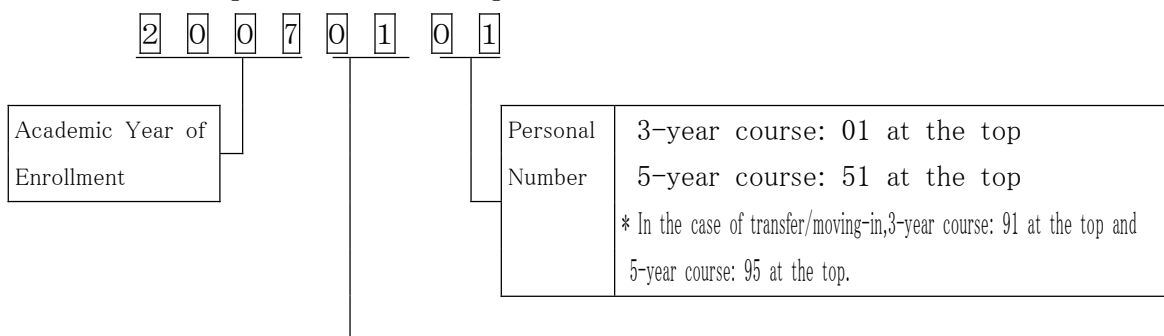 2 0 0 7 0 1 0 1
Academic Year of
Enrollment
Personal
Number
3-year course: 01 at the top
5-year course: 51 at the top
* In the case of transfer/moving-in,3-year course: 91 at the top and
5-year course: 95 at the top.